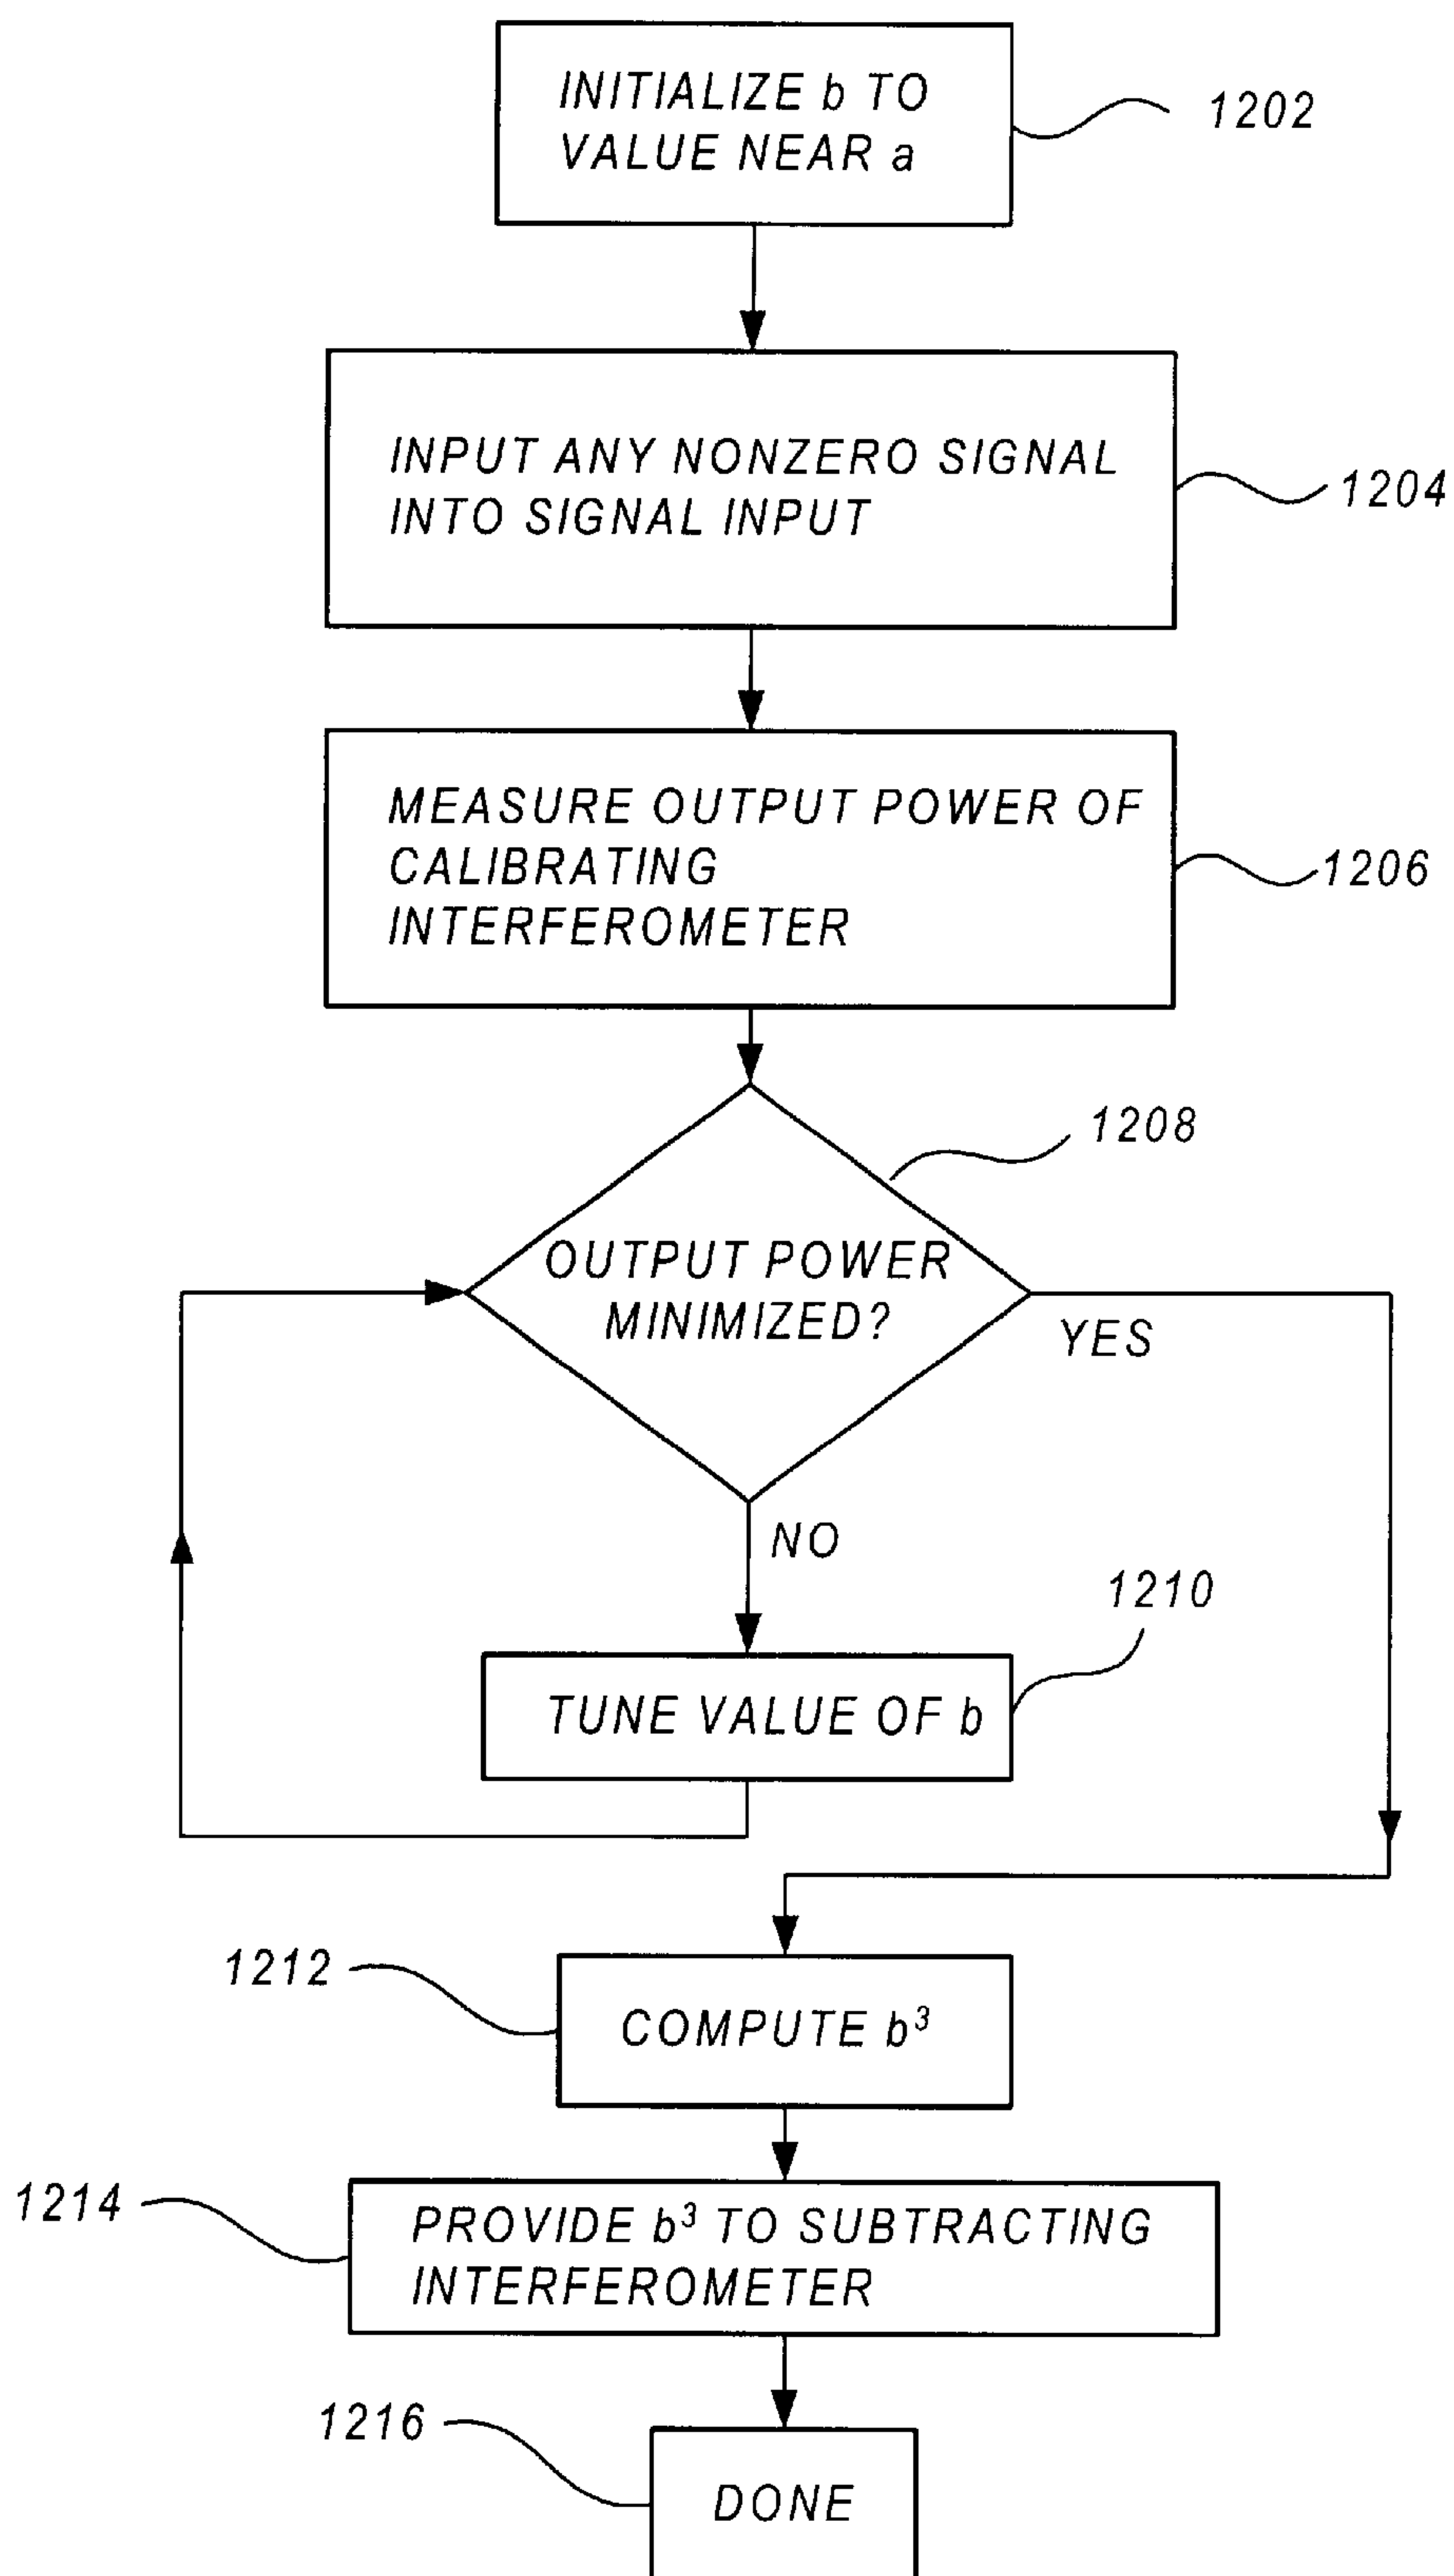 INITIALIZE b TO
VALUE NEAR a
1202
INPUT ANY NONZERO SIGNAL
INTO SIGNAL INPUT
1204
MEASURE OUTPUT POWER OF
CALIBRATING
INTERFEROMETER
1206
1208
OUTPUT POWER
MINIMIZED?
YES
NO
1210
TUNE VALUE OF b
1212
COMPUTE b³
1214
PROVIDE b³ TO SUBTRACTING
INTERFEROMETER
1216
DONE